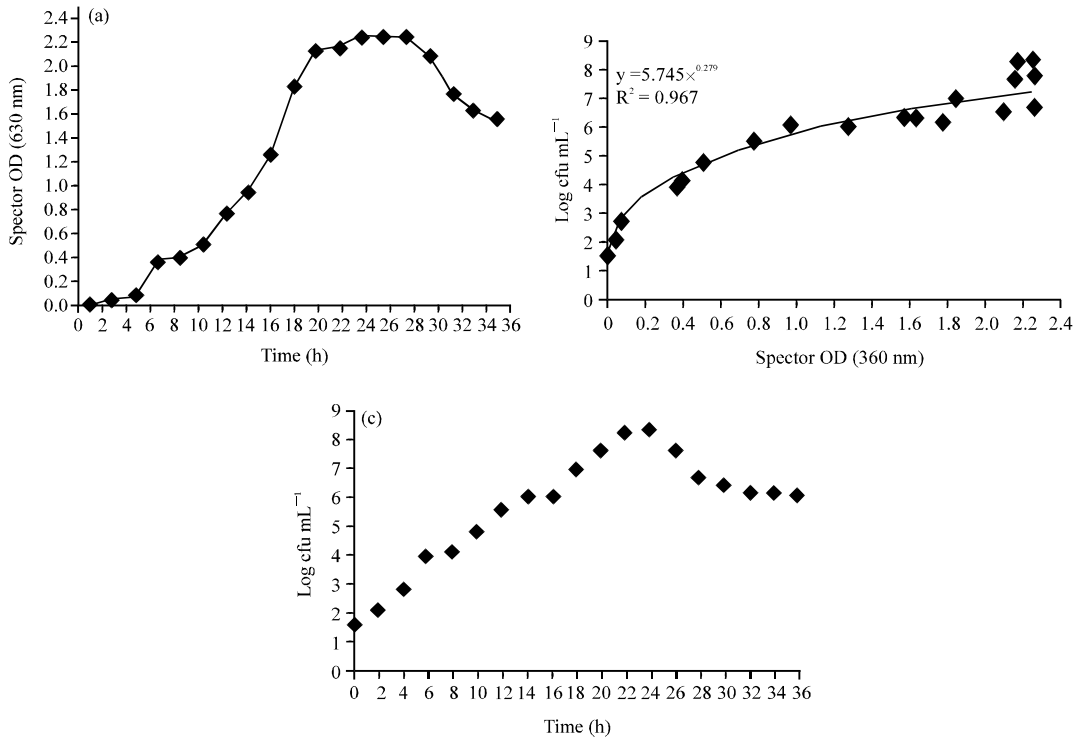 (a)
Spector OD (630 nm)
2.4
2.2
2.0
1.8
1.6
1.4
1.2
1.0
0.8
0.6
0.4
0.2
0.0
0 2 4 6 8 10 12 14 16 18 20 22 24 26 28 30 32 34 36
Time (h)
y =5.745×^0.279
R² = 0.967
Log cfu mL⁻¹
9
8
7
6
5
4
3
2
1
0
0 0.2 0.4 0.6 0.8 1.0 1.2 1.4 1.6 1.8 2.0 2.2 2.4
Spector OD (360 nm)
(c)
Log cfu mL⁻¹
9
8
7
6
5
4
3
2
1
0
0 2 4 6 8 10 12 14 16 18 20 22 24 26 28 30 32 34 36
Time (h)